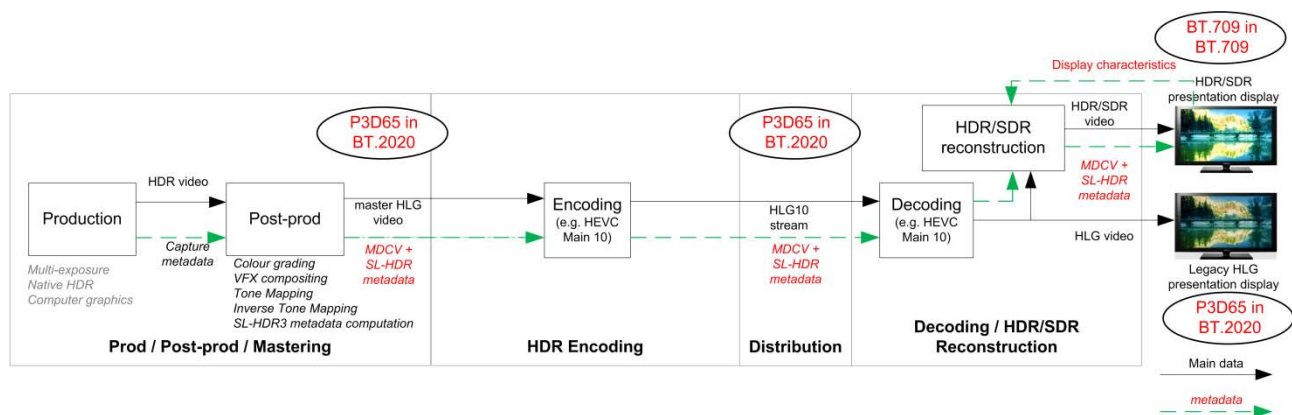 BT.709 in
BT.709
Display characteristics
HDR/SDR
presentation display
P3D65 in
BT.2020
P3D65 in
BT.2020
HDR/SDR
reconstruction
HDR/SDR
video
MDCV +
SL-HDR
metadata
HDR video
Production
Post-prod
master HLG
video
Encoding
(e.g. HEVC
Main 10)
HLG10
stream
Decoding
(e.g. HEVC
Main 10)
HLG video
Capture
metadata
MDCV +
SL-HDR
metadata
MDCV +
SL-HDR
metadata
Multi-exposure
Native HDR
Computer graphics
Colour grading
VFX compositing
Tone Mapping
Inverse Tone Mapping
SL-HDR3 metadata computation
Legacy HLG
presentation display
P3D65 in
BT.2020
Prod / Post-prod / Mastering
HDR Encoding
Distribution
Decoding / HDR/SDR
Reconstruction
Main data
metadata